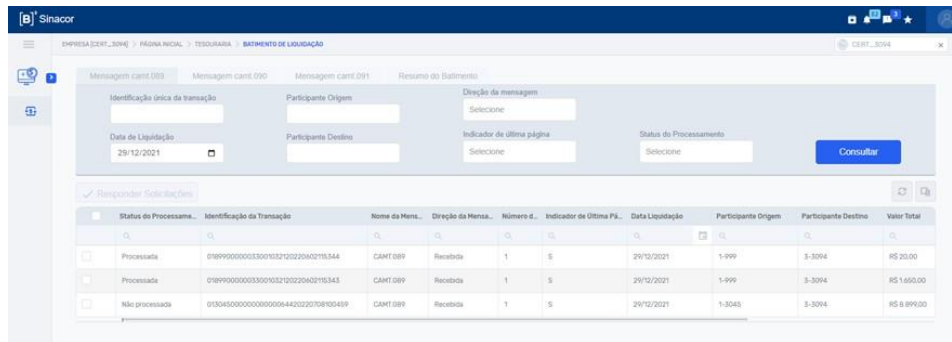 [B]³ Sinacor
EMPRESA (CERT_3094) > PÁGINA INICIAL > TESOURARIA > BATIMENTO DE LIQUIDAÇÃO
CERT_3094 x
Mensagem camt.089 Mensagem camt.090 Mensagem camt.091 Resumo do Batimento
Identificação única da transação Participante Origem Direção da mensagem
Selecione
Data de Liquidação Participante Destino Indicador de última página Status do Processamento
29/12/2021 Selecione Selecione Consultar
Responder Solicitações
Status do Processame... Identificação da Transação Nome da Mens... Direção da Mensa... Número d... Indicador de Última Pá... Data Liquidação Participante Origem Participante Destino Valor Total
Processada CAMT.089 Recebida 1 S 29/12/2021 1-999 3-3094 R$ 20,00
Processada CAMT.089 Recebida 1 S 29/12/2021 1-999 3-3094 R$ 1.650,00
Não processada CAMT.089 Recebida 1 S 29/12/2021 1-3045 3-3094 R$ 8.999,00